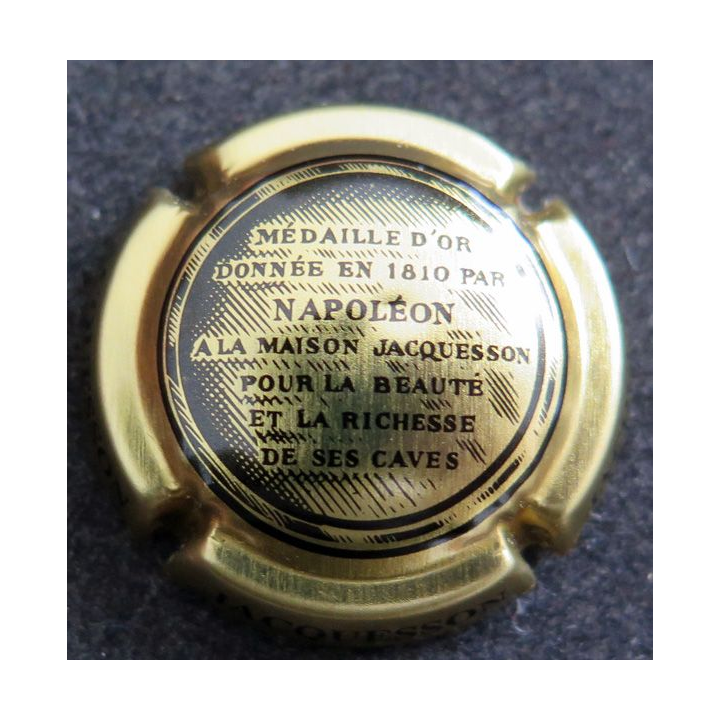 MÉDAILLE D'OR
DONNÉE EN 1810 PAR
NAPOLÉON
A LA MAISON JACQUESSON
POUR LA BEAUTÉ
ET LA RICHESSE
DE SES CAVES
JACQUESSON